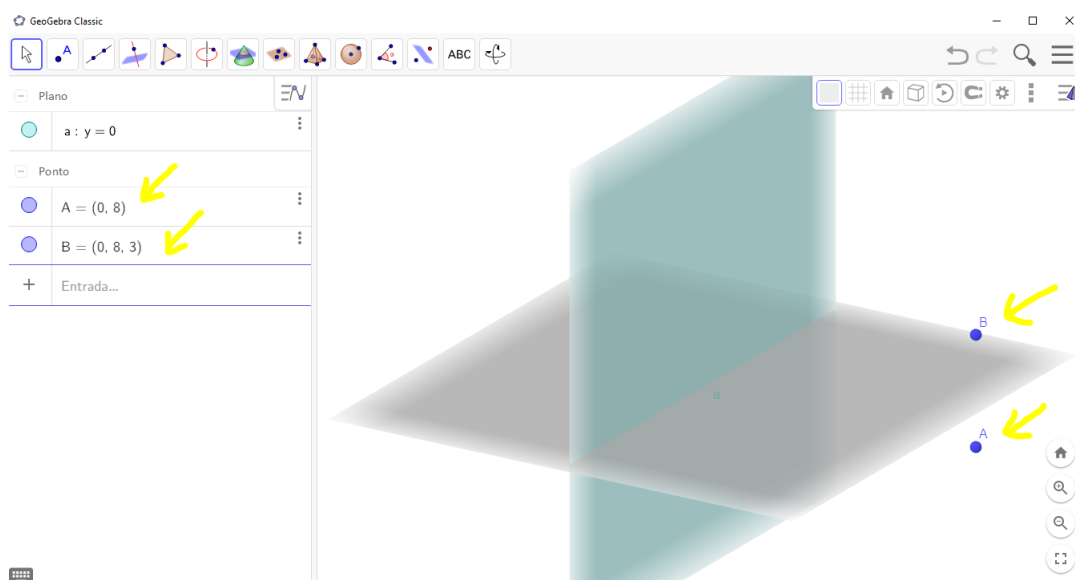 GeoGebra Classic
A
ABC
Plano
a : y = 0
Ponto
A = (0, 8)
B = (0, 8, 3)
Entrada...
B
a
A